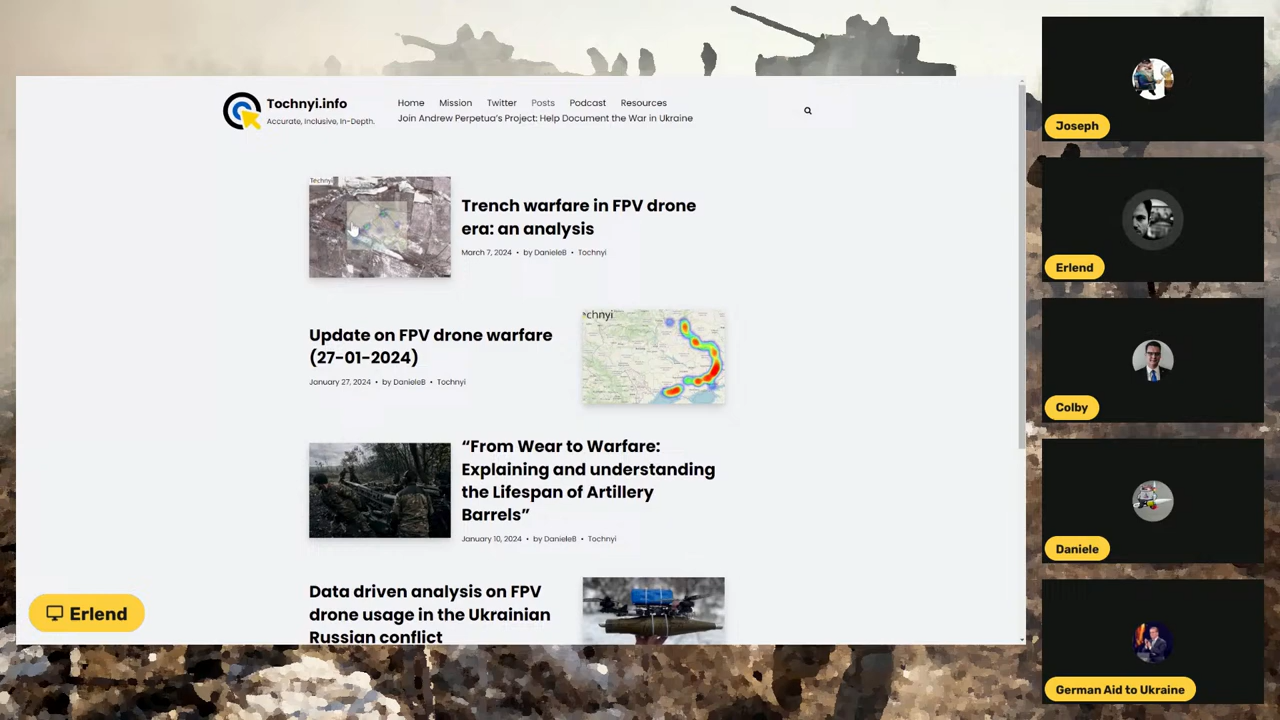 Tochnyi.info
Accurate, Inclusive, In-Depth.
Home Mission Twitter Posts Podcast Resources
Join Andrew Perpetua's Project: Help Document the War in Ukraine
Techny
Trench warfare in FPV drone
era: an analysis
March 7, 2024 • by DanieleB • Tochnyi
Update on FPV drone warfare
(27-01-2024)
January 27, 2024 • by DanieleB • Tochnyi
chnyi
“From Wear to Warfare:
Explaining and understanding
the Lifespan of Artillery
Barrels”
January 10, 2024 • by DanieleB • Tochnyi
Data driven analysis on FPV
drone usage in the Ukrainian
Russian conflict
Erlend
Joseph
Erlend
Colby
Daniele
German Aid to Ukraine